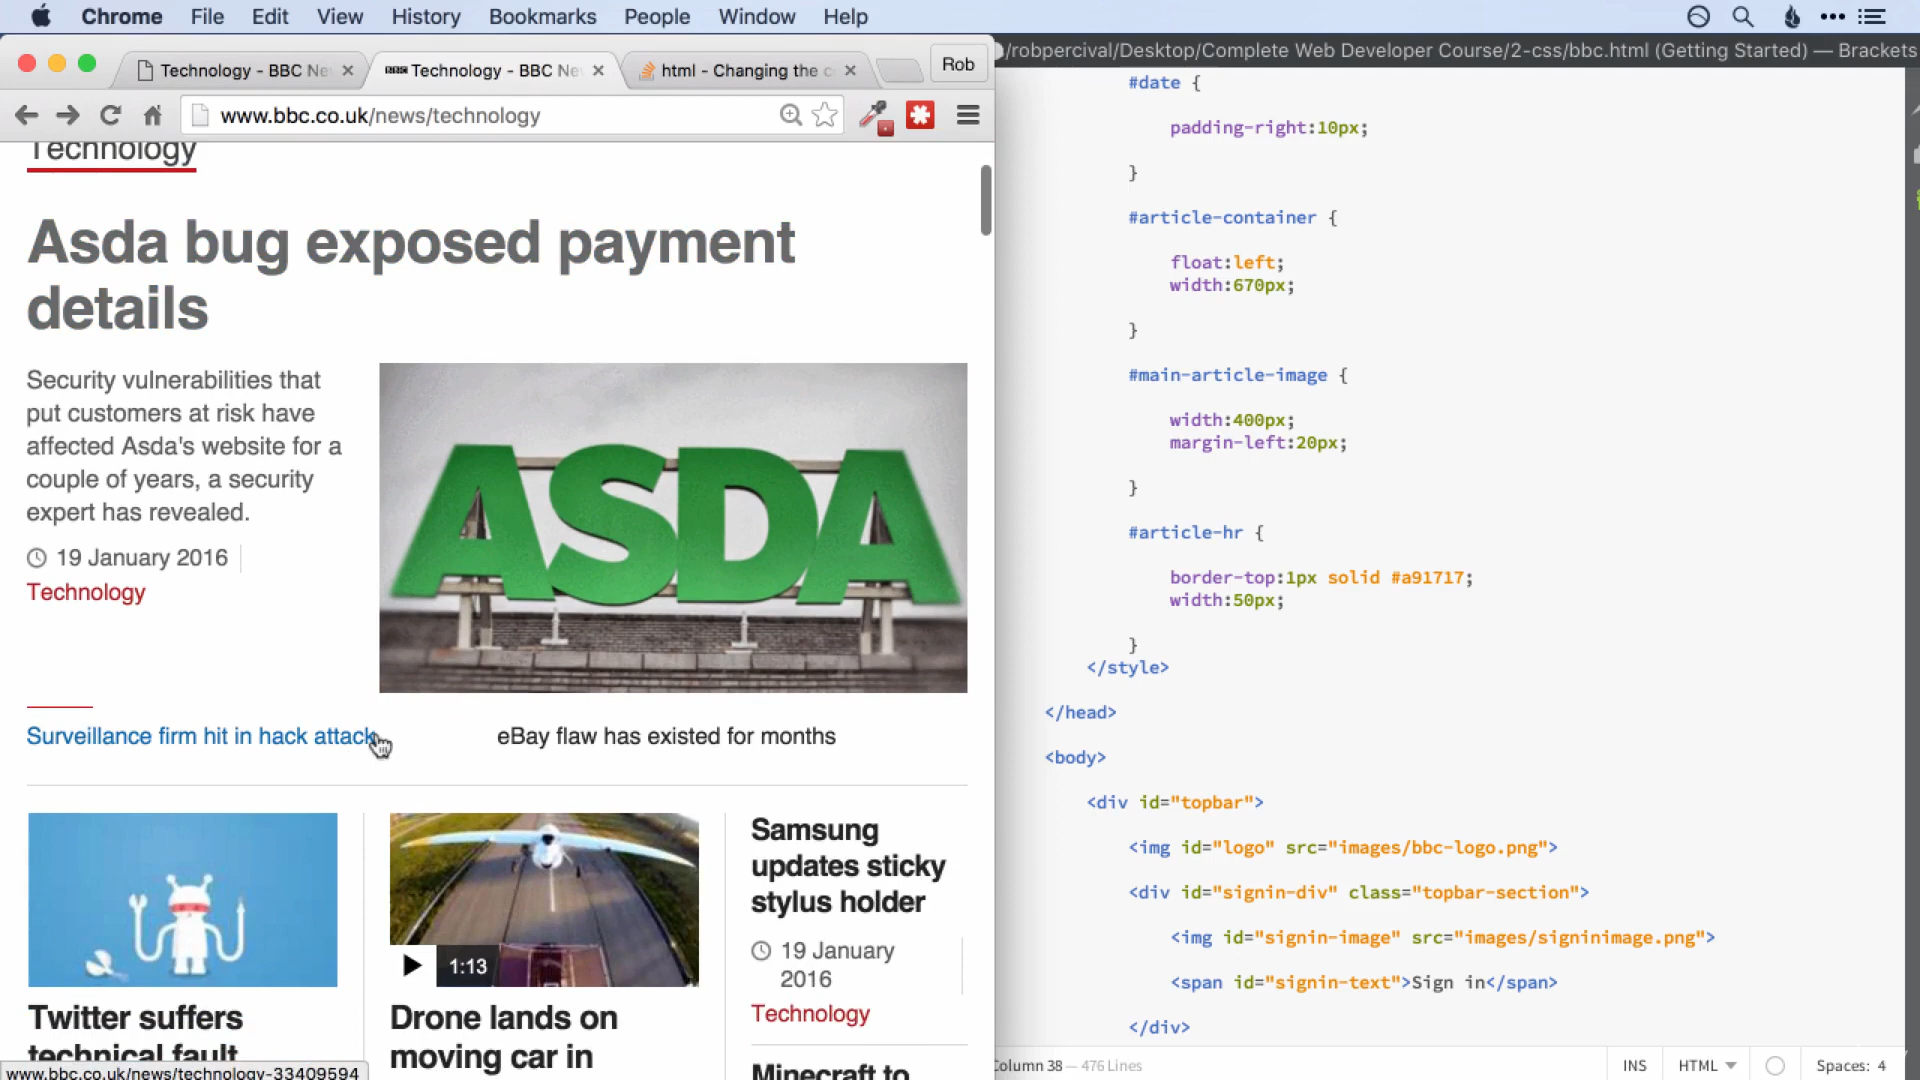 Chrome File Edit View History Bookmarks People Window Help
Technology - BBC Ne
BBC Technology - BBC Ne
html - Changing the c
Rob
www.bbc.co.uk/news/technology
Technology
Asda bug exposed payment
details
Security vulnerabilities that
put customers at risk have
affected Asda's website for a
couple of years, a security
expert has revealed.
19 January 2016
Technology
ASDA
Surveillance firm hit in hack attack
eBay flaw has existed for months
1:13
Twitter suffers
technical fault
Drone lands on
moving car in
Samsung
updates sticky
stylus holder
19 January
2016
Technology
Minecraft to
www.bbc.co.uk/news/technology-33409594
/robpercival/Desktop/Complete Web Developer Course/2-css/bbc.html (Getting Started) — Brackets
#date {
padding-right:10px;
}
#article-container {
float:left;
width:670px;
}
#main-article-image {
width:400px;
margin-left:20px;
}
#article-hr {
border-top:1px solid #a91717;
width:50px;
}
</style>
</head>
<body>
<div id="topbar">
<img id="logo" src="images/bbc-logo.png">
<div id="signin-div" class="topbar-section">
<img id="signin-image" src="images/signinimage.png">
<span id="signin-text">Sign in</span>
</div>
Column 38 — 476 Lines
INS
HTML
Spaces: 4